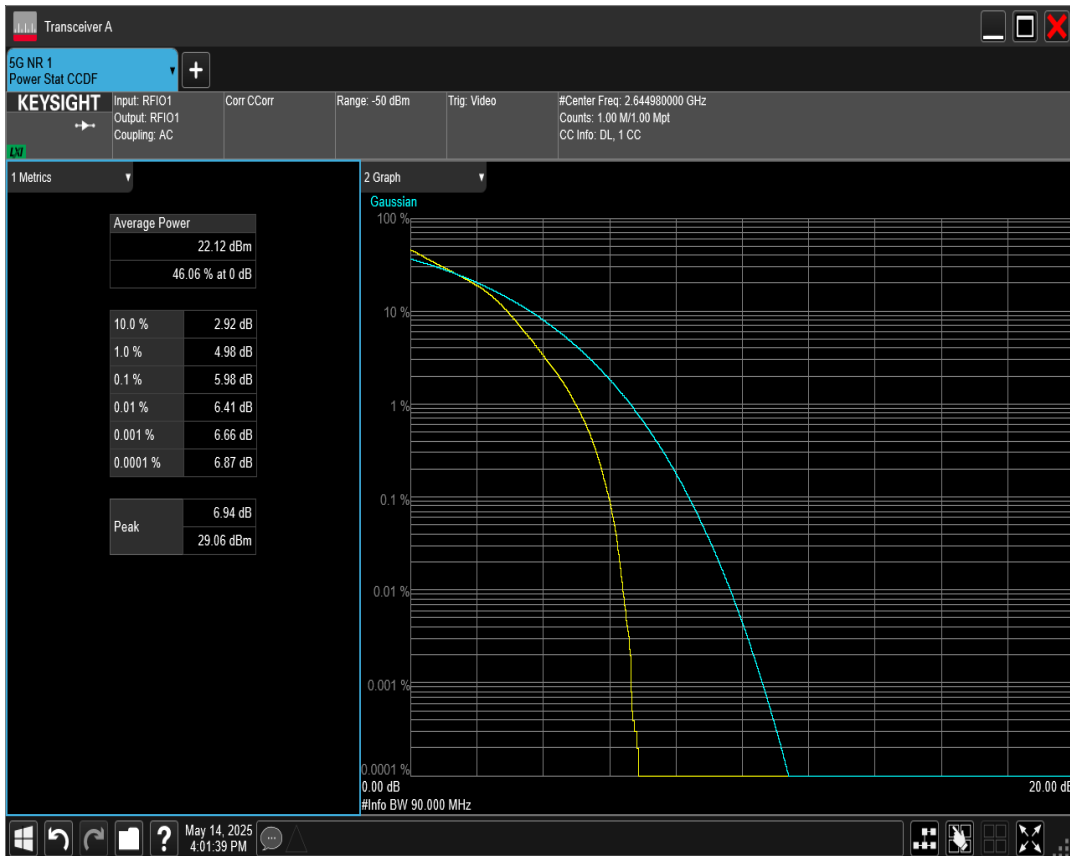 Transceiver A
5G NR 1
Power Stat CCDF
KEYSIGHT
LXI
Input: RFIO1
Output: RFIO1
Coupling: AC
Corr CCorr
Range: -50 dBm
Trig: Video
#Center Freq: 2.644980000 GHz
Counts: 1.00 M/1.00 Mpt
CC Info: DL, 1 CC
1 Metrics
Average Power
22.12 dBm
46.06 % at 0 dB
10.0 % 2.92 dB
1.0 % 4.98 dB
0.1 % 5.98 dB
0.01 % 6.41 dB
0.001 % 6.66 dB
0.0001 % 6.87 dB
Peak
6.94 dB
29.06 dBm
2 Graph
Gaussian
100 %
10 %
1 %
0.1 %
0.01 %
0.001 %
0.0001 %
0.00 dB 20.00 dB
#Info BW 90.000 MHz
May 14, 2025
4:01:39 PM